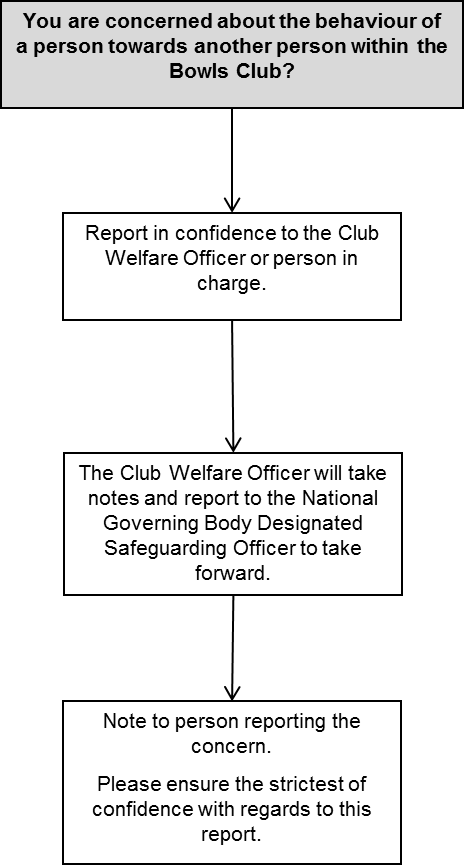 You are concerned about the behaviour of
a person towards another person within the
Bowls Club?
Report in confidence to the Club
Welfare Officer or person in
charge.
The Club Welfare Officer will take
notes and report to the National
Governing Body Designated
Safeguarding Officer to take
forward.
Note to person reporting the
concern.
Please ensure the strictest of
confidence with regards to this
report.